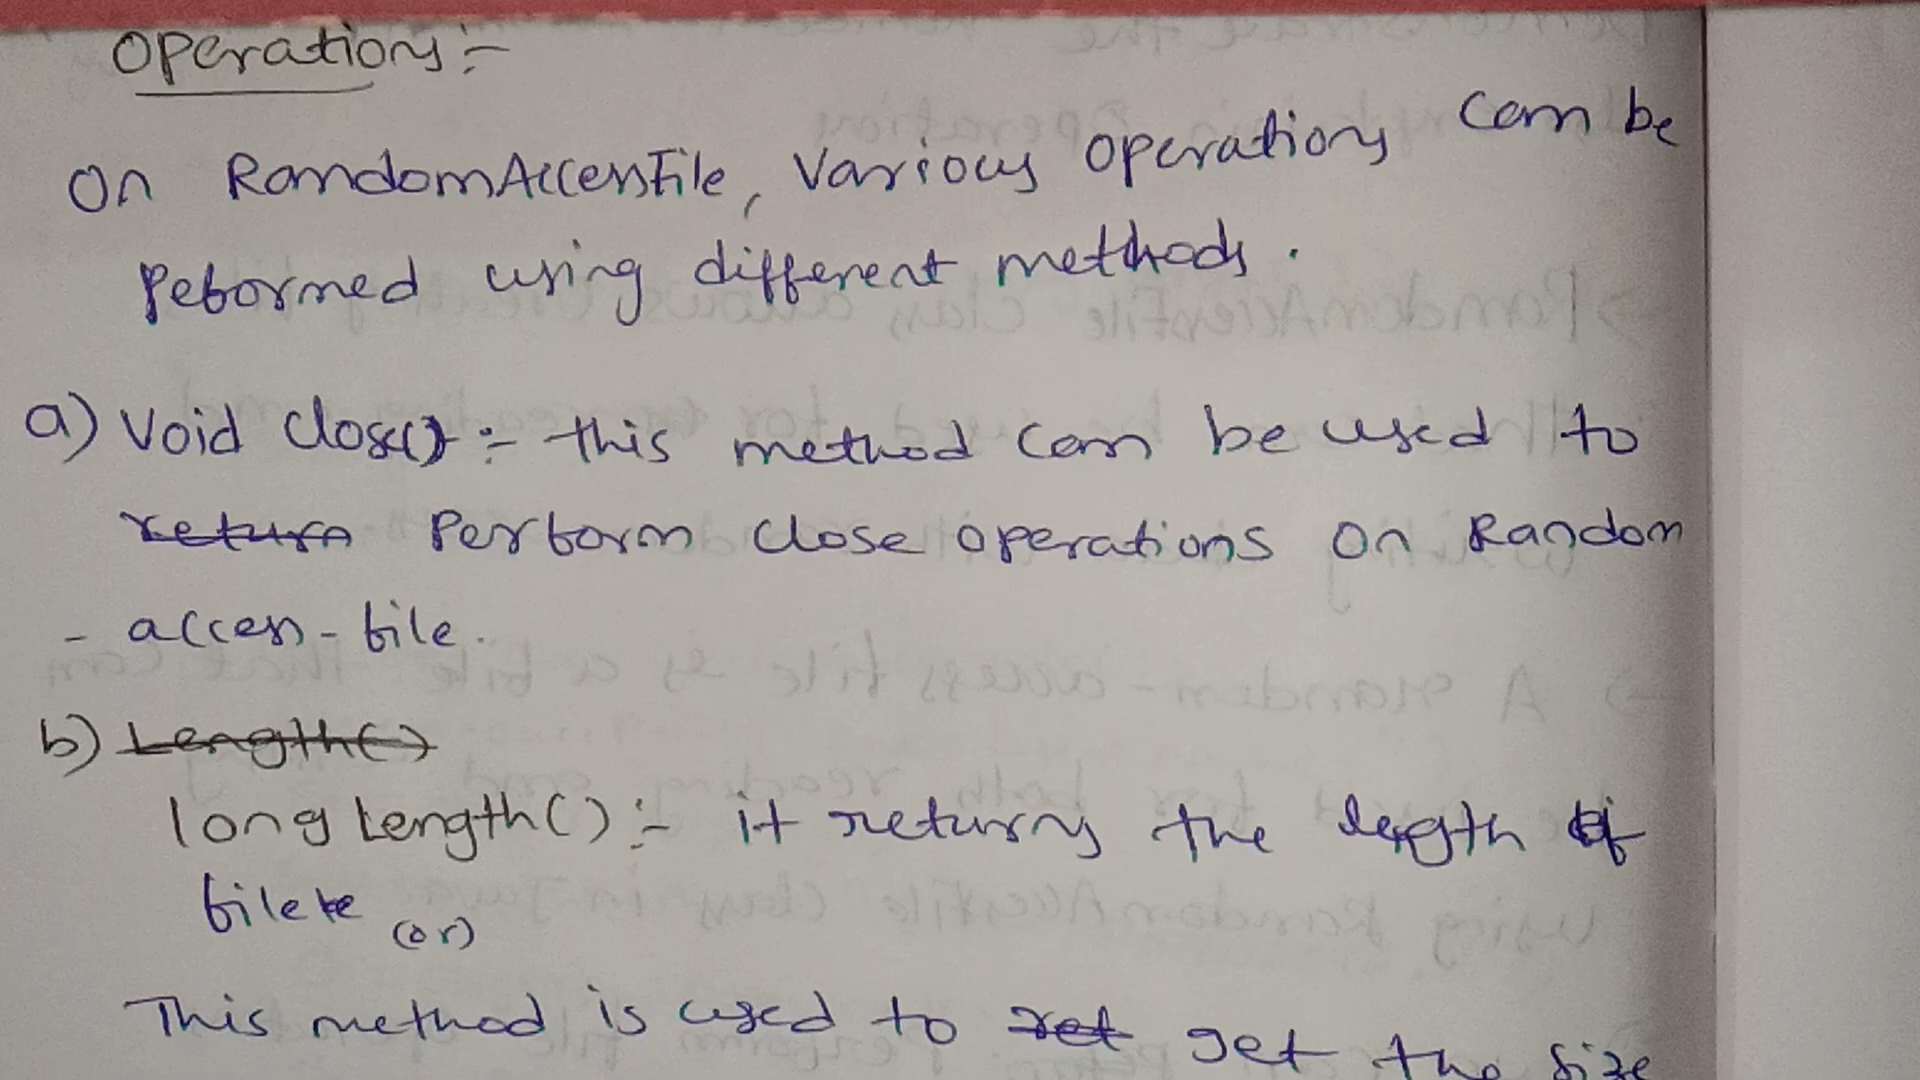 Operations :-
On RandomAccessFile, Various operations can be
peformed using different methods.
a) Void close() :- this method can be used to
return Perform close operations on Random
- access-file.
b) Length()
long Length() :- it returns the length of
file
(or)
This method is used to ret get the size